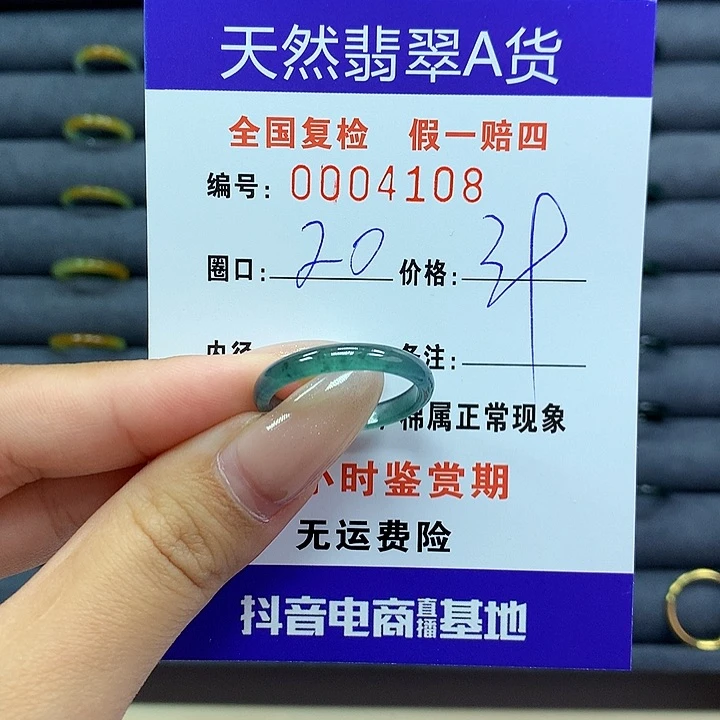 天然翡翠A货
全国复检 假一赔四
编号: 0004108
圈口: 20 价格:
内径 备注:
棉属正常现象
小时鉴赏期
无运费险
抖音电商直播基地